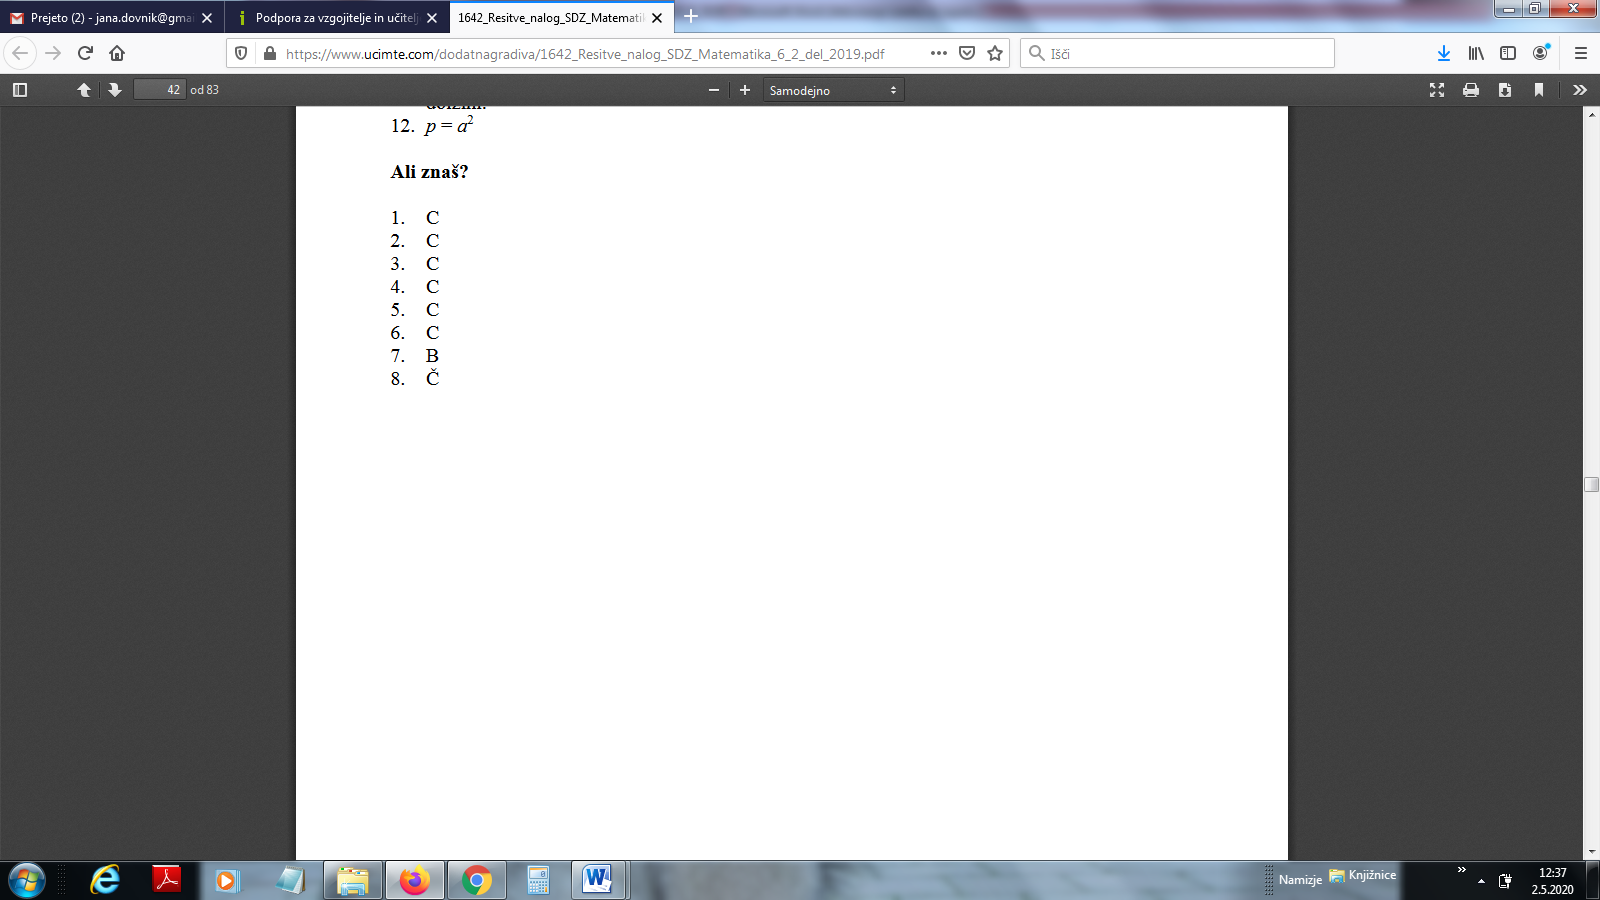 Prejeto (2) - jana.dovnik@gmai
Podpora za vzgojitelje in učitelj
1642_Resitve_nalog_SDZ_Matematik
https://www.ucimte.com/dodatnagradiva/1642_Resitve_nalog_SDZ_Matematika_6_2_del_2019.pdf
Išči
42 od 83
Samodejno
12. p = a²
Ali znaš?
1. C
2. C
3. C
4. C
5. C
6. C
7. B
8. Č
Namizje
Knjižnice
12:37
2.5.2020